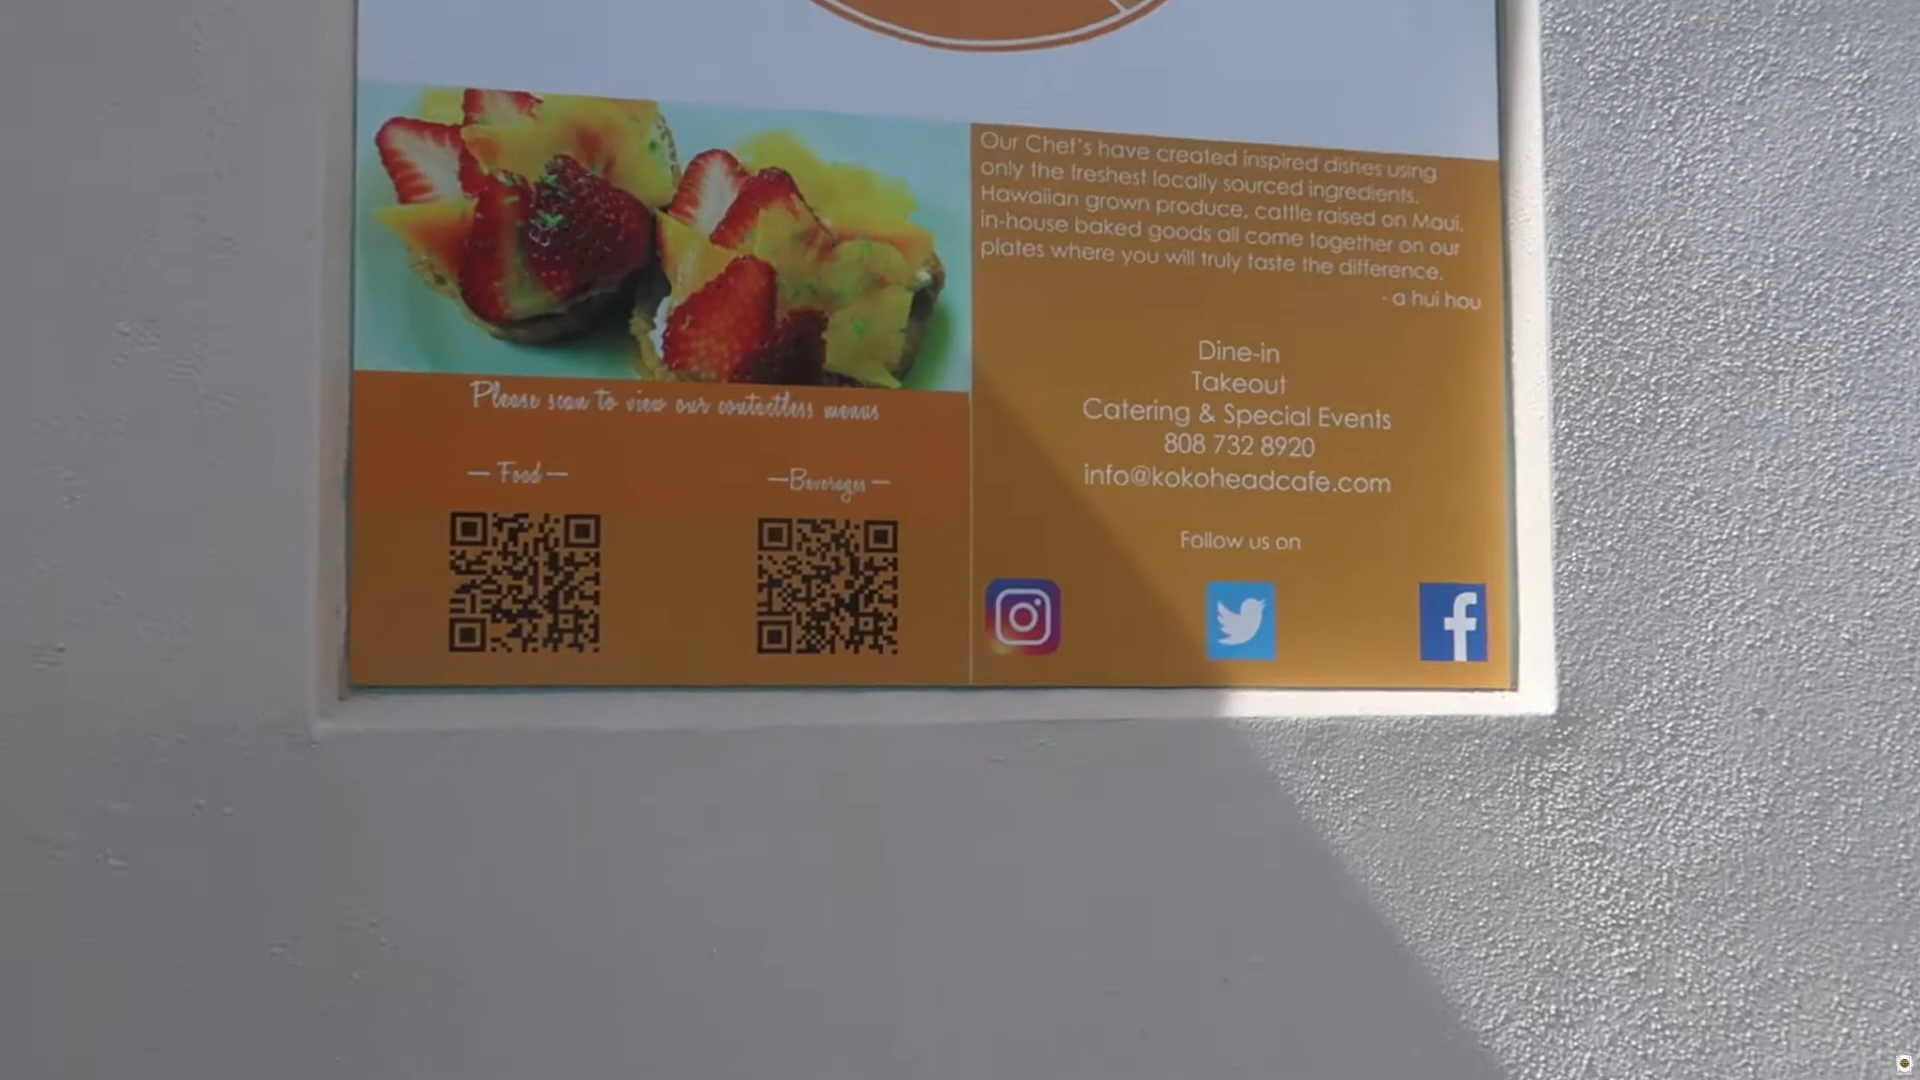 Our Chef's have created inspired dishes using
only the freshest locally sourced ingredients.
Hawaiian grown produce, cattle raised on Maui,
in-house baked goods all come together on our
plates where you will truly taste the difference.
- a hui hou
Please scan to view our contactless menus
— Food —
— Beverages —
Dine-in
Takeout
Catering & Special Events
808 732 8920
info@kokoheadcafe.com
Follow us on